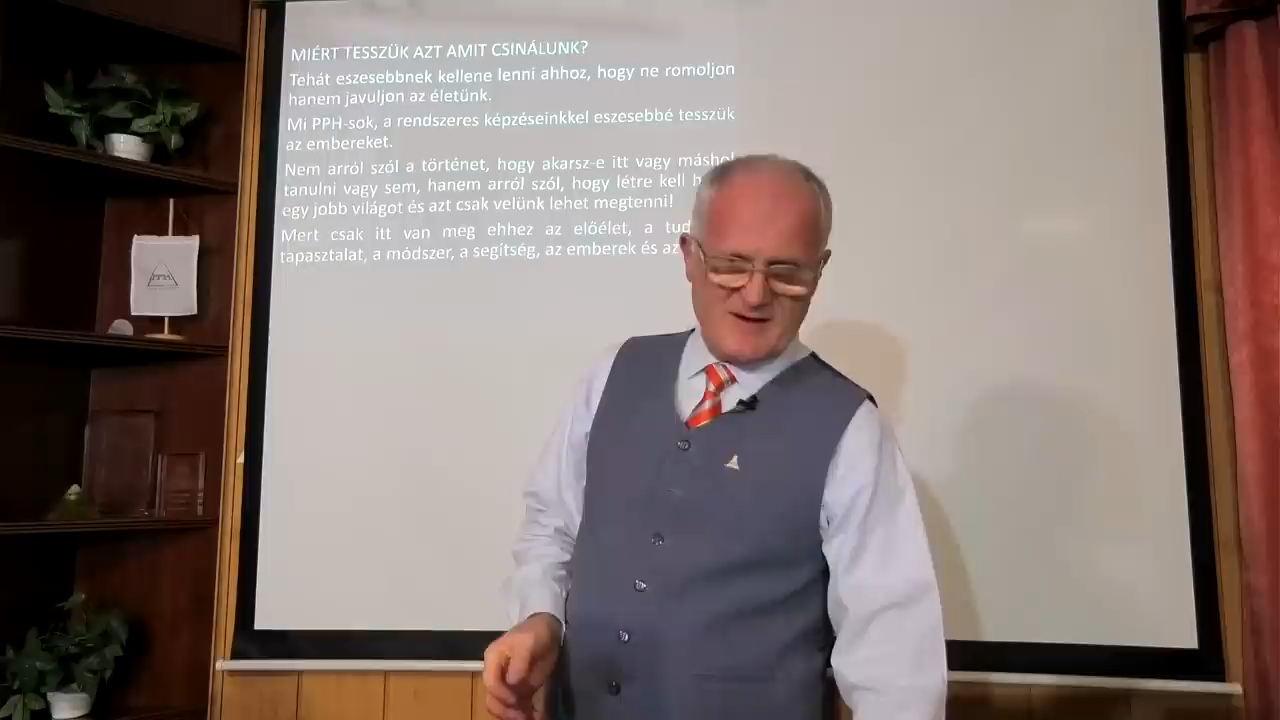 MIÉRT TESSZÜK AZT AMIT CSINÁLUNK?
Tehát eszesebbnek kellene lenni ahhoz, hogy ne romoljon
hanem javuljon az életünk.
Mi PPH-sok, a rendszeres képzéseinkkel eszesebbé tesszük
az embereket.
Nem arról szól a történet, hogy akarsz-e itt vagy máshol
tanulni vagy sem, hanem arról szól, hogy létre kell
egy jobb világot és azt csak velünk lehet megtenni!
Mert csak itt van meg ehhez az előélet, a
tapasztalat, a módszer, a segítség, az emberek és